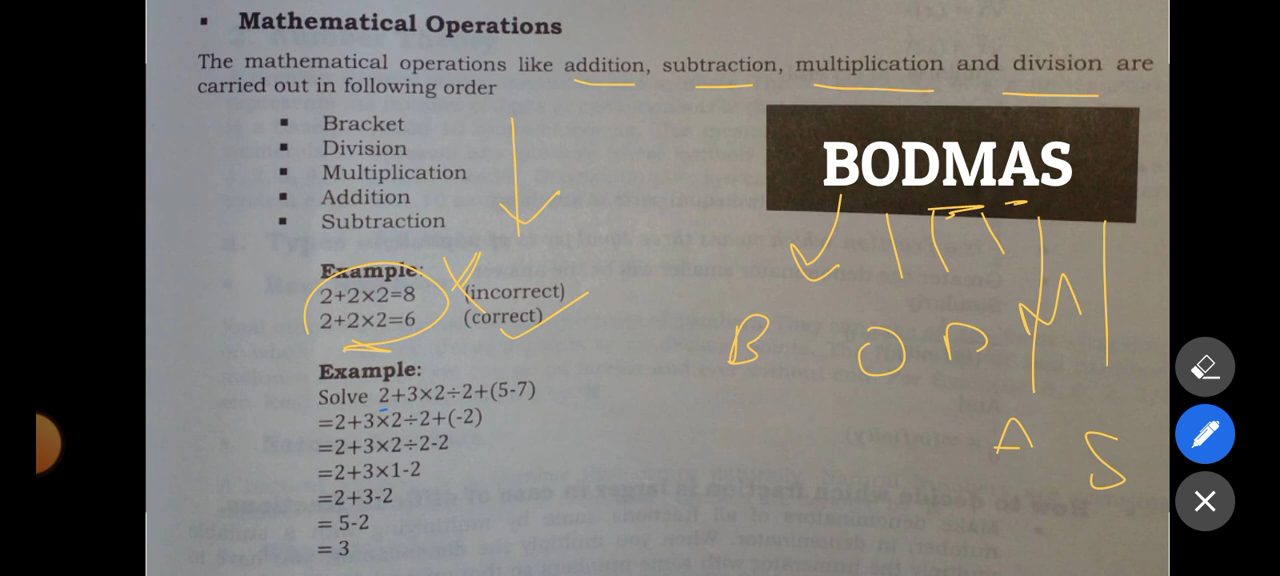 ▪ Mathematical Operations
The mathematical operations like addition, subtraction, multiplication and division are
carried out in following order
▪ Bracket
▪ Division
▪ Multiplication
▪ Addition
▪ Subtraction
BODMAS
B O D M
A S
Example:
2+2×2=8 (incorrect)
2+2×2=6 (correct)
Example:
Solve 2+3×2÷2+(5-7)
=2+3×2÷2+(-2)
=2+3×2÷2-2
=2+3×1-2
=2+3-2
= 5-2
= 3